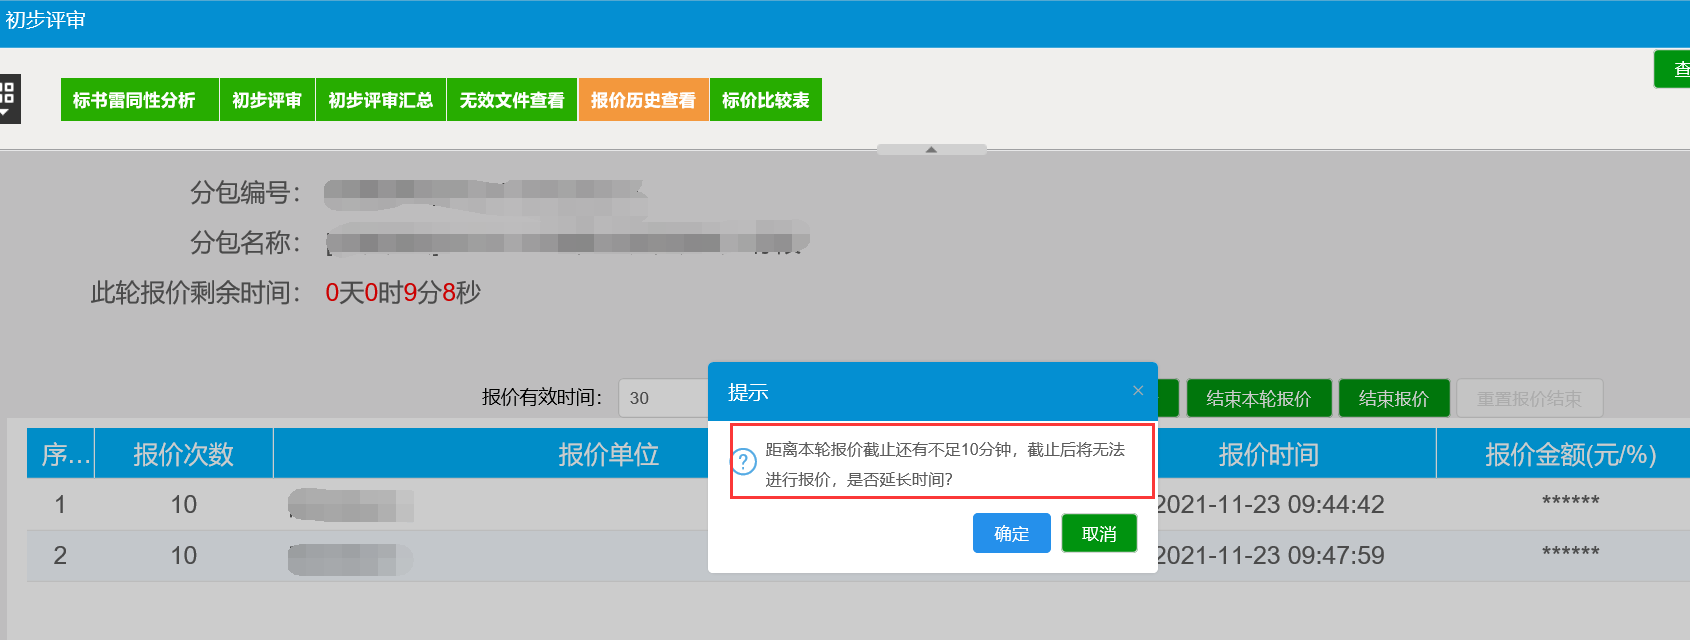 初步评审
查
标书雷同性分析 初步评审 初步评审汇总 无效文件查看 报价历史查看 标价比较表
分包编号：
分包名称：
此轮报价剩余时间： 0天0时9分8秒
报价有效时间： 30 结束本轮报价 结束报价 重置报价结束
提示 ×
距离本轮报价截止还有不足10分钟，截止后将无法
进行报价，是否延长时间?
确定 取消
序... 报价次数 报价单位 报价时间 报价金额(元/%)
1 10 2021-11-23 09:44:42 ******
2 10 2021-11-23 09:47:59 ******